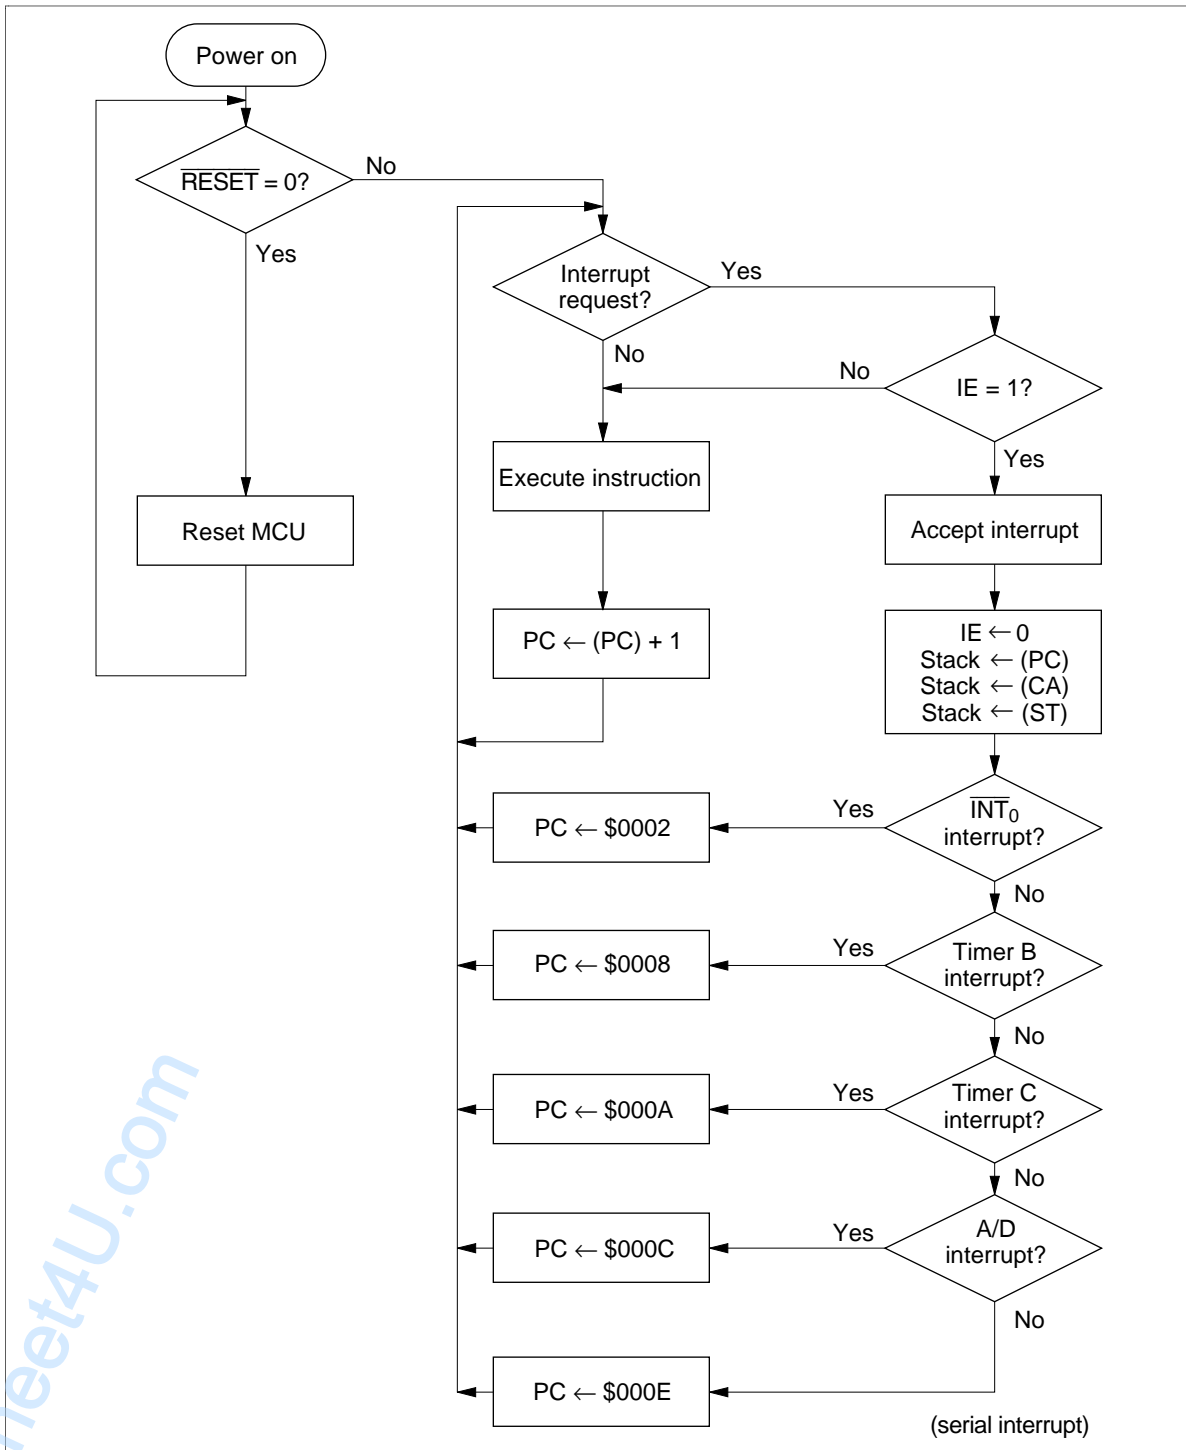 Power on
RESET = 0?
No
Yes
Reset MCU
Interrupt
request?
Yes
No
IE = 1?
No
Yes
Execute instruction
PC ← (PC) + 1
Accept interrupt
IE ← 0
Stack ← (PC)
Stack ← (CA)
Stack ← (ST)
INT0
interrupt?
Yes
PC ← $0002
No
Timer B
interrupt?
Yes
PC ← $0008
No
Timer C
interrupt?
Yes
PC ← $000A
No
A/D
interrupt?
Yes
PC ← $000C
No
PC ← $000E
(serial interrupt)
neet4U.com